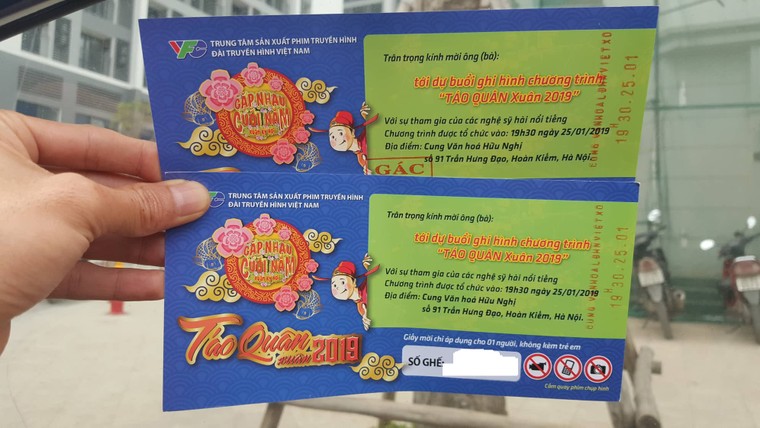 VFC
TRUNG TÂM SẢN XUẤT PHIM TRUYỀN HÌNH
ĐÀI TRUYỀN HÌNH VIỆT NAM
GẶP NHAU
CUỐI NĂM
Trân trọng kính mời ông (bà):
tới dự buổi ghi hình chương trình
"TÁO QUÂN Xuân 2019"
Với sự tham gia của các nghệ sỹ hài nổi tiếng
Chương trình được tổ chức vào: 19h30 ngày 25/01/2019
Địa điểm: Cung Văn hoá Hữu Nghị
số 91 Trần Hưng Đạo, Hoàn Kiếm, Hà Nội.
GÁC
19H30-25-01
TRUNG TÂM SẢN XUẤT PHIM TRUYỀN HÌNH
ĐÀI TRUYỀN HÌNH VIỆT NAM
GẶP NHAU
CUỐI NĂM
Táo Quân
XUÂN 2019
Trân trọng kính mời ông (bà):
tới dự buổi ghi hình chương trình
"TÁO QUÂN Xuân 2019"
Với sự tham gia của các nghệ sỹ hài nổi tiếng
Chương trình được tổ chức vào: 19h30 ngày 25/01/2019
Địa điểm: Cung Văn hoá Hữu Nghị
số 91 Trần Hưng Đạo, Hoàn Kiếm, Hà Nội.
Giấy mời chỉ áp dụng cho 01 người, không kèm trẻ em
SỐ GHẾ:
Cấm quay phim chụp hình
19H30-25-01